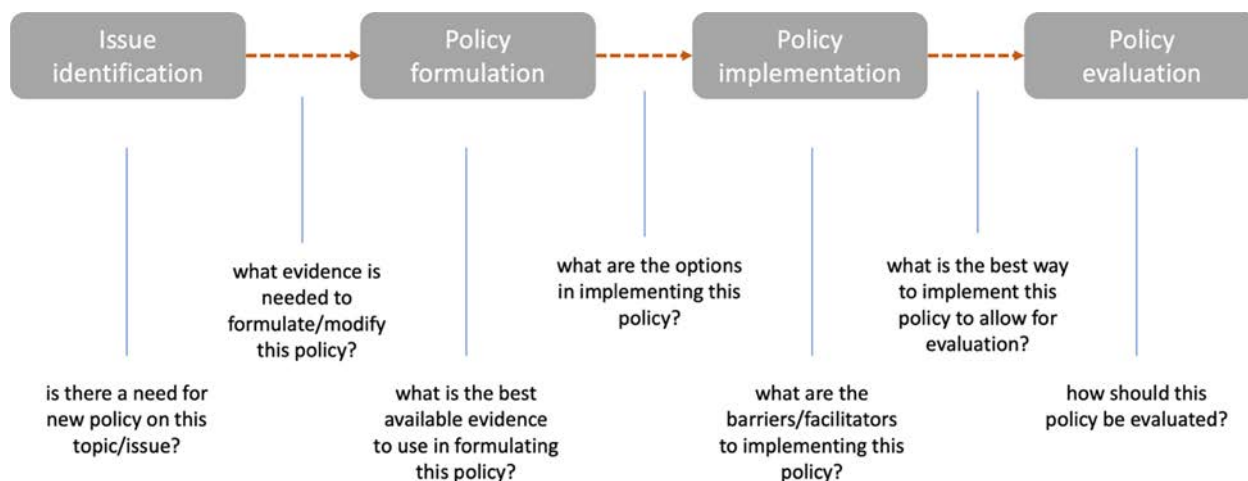 Issue
identification
Policy
formulation
Policy
implementation
Policy
evaluation
what evidence is
needed to
formulate/modify
this policy?
what are the options
in implementing this
policy?
what is the best way
to implement this
policy to allow for
evaluation?
is there a need for
new policy on this
topic/issue?
what is the best
available evidence
to use in formulating
this policy?
what are the
barriers/facilitators
to implementing this
policy?
how should this
policy be evaluated?